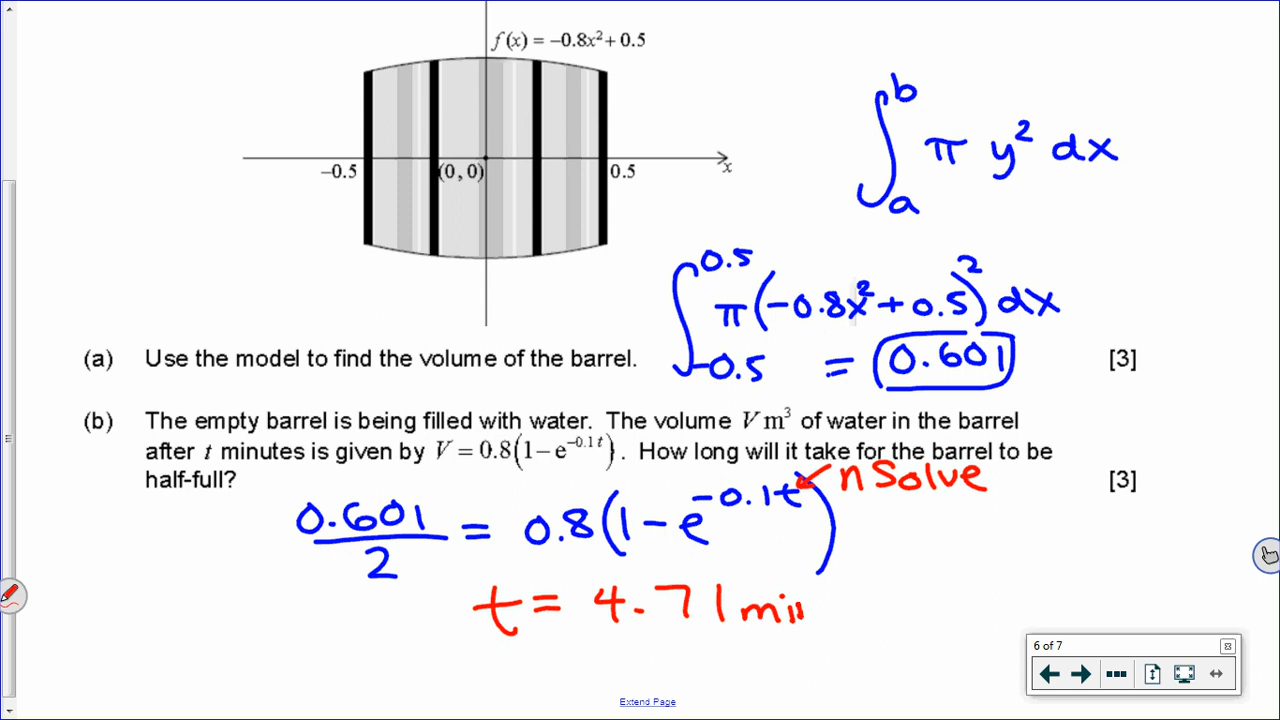 f(x) = −0.8x² + 0.5
−0.5 (0, 0) 0.5 x
∫ₐᵇ π y² dx
∫₋₀.₅⁰·⁵ π(−0.8x² + 0.5)² dx
= 0.601
(a) Use the model to find the volume of the barrel. [3]
(b) The empty barrel is being filled with water. The volume V m³ of water in the barrel
after t minutes is given by V = 0.8(1 − e^(−0.1t)). How long will it take for the barrel to be
half-full? [3]
n Solve
0.601/2 = 0.8(1 − e^(−0.1t))
t = 4.71 min
6 of 7
Extend Page